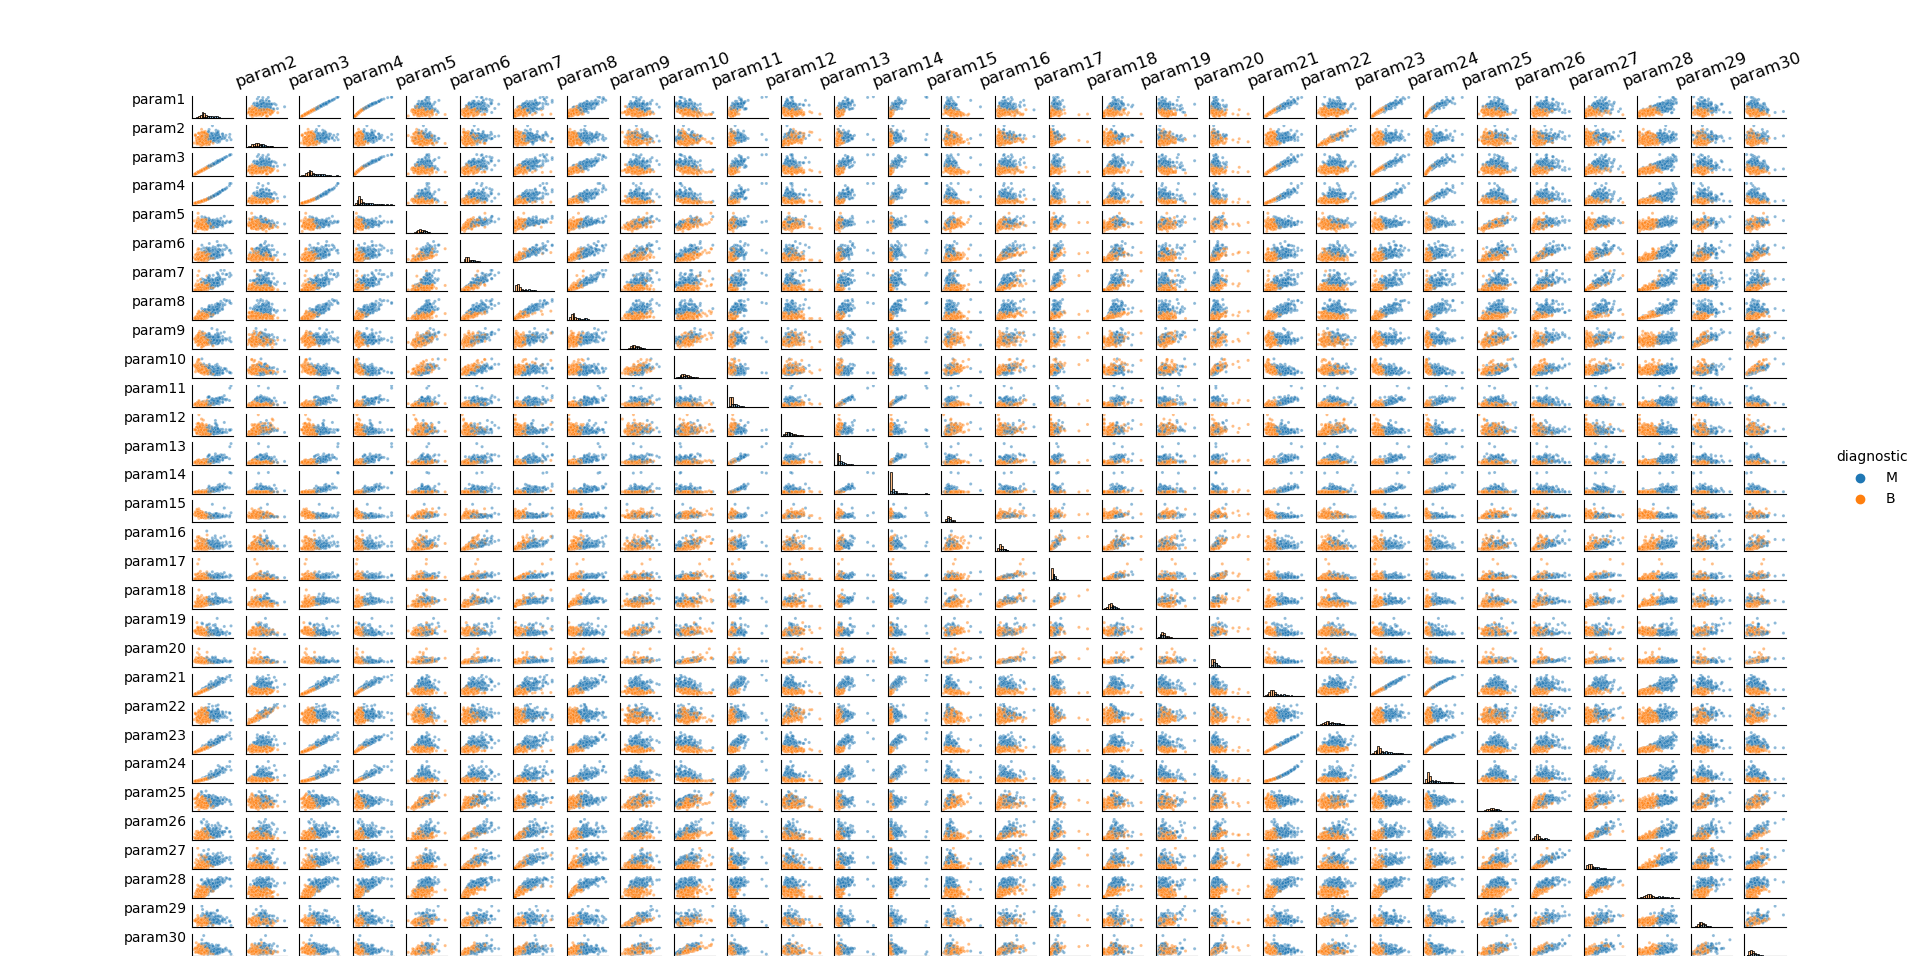 param2 param3 param4 param5 param6 param7 param8 param9 param10 param11 param12 param13 param14 param15 param16 param17 param18 param19 param20 param21 param22 param23 param24 param25 param26 param27 param28 param29 param30
param1
param2
param3
param4
param5
param6
param7
param8
param9
param10
param11
param12
param13
param14
param15
param16
param17
param18
param19
param20
param21
param22
param23
param24
param25
param26
param27
param28
param29
param30
diagnostic
M
B